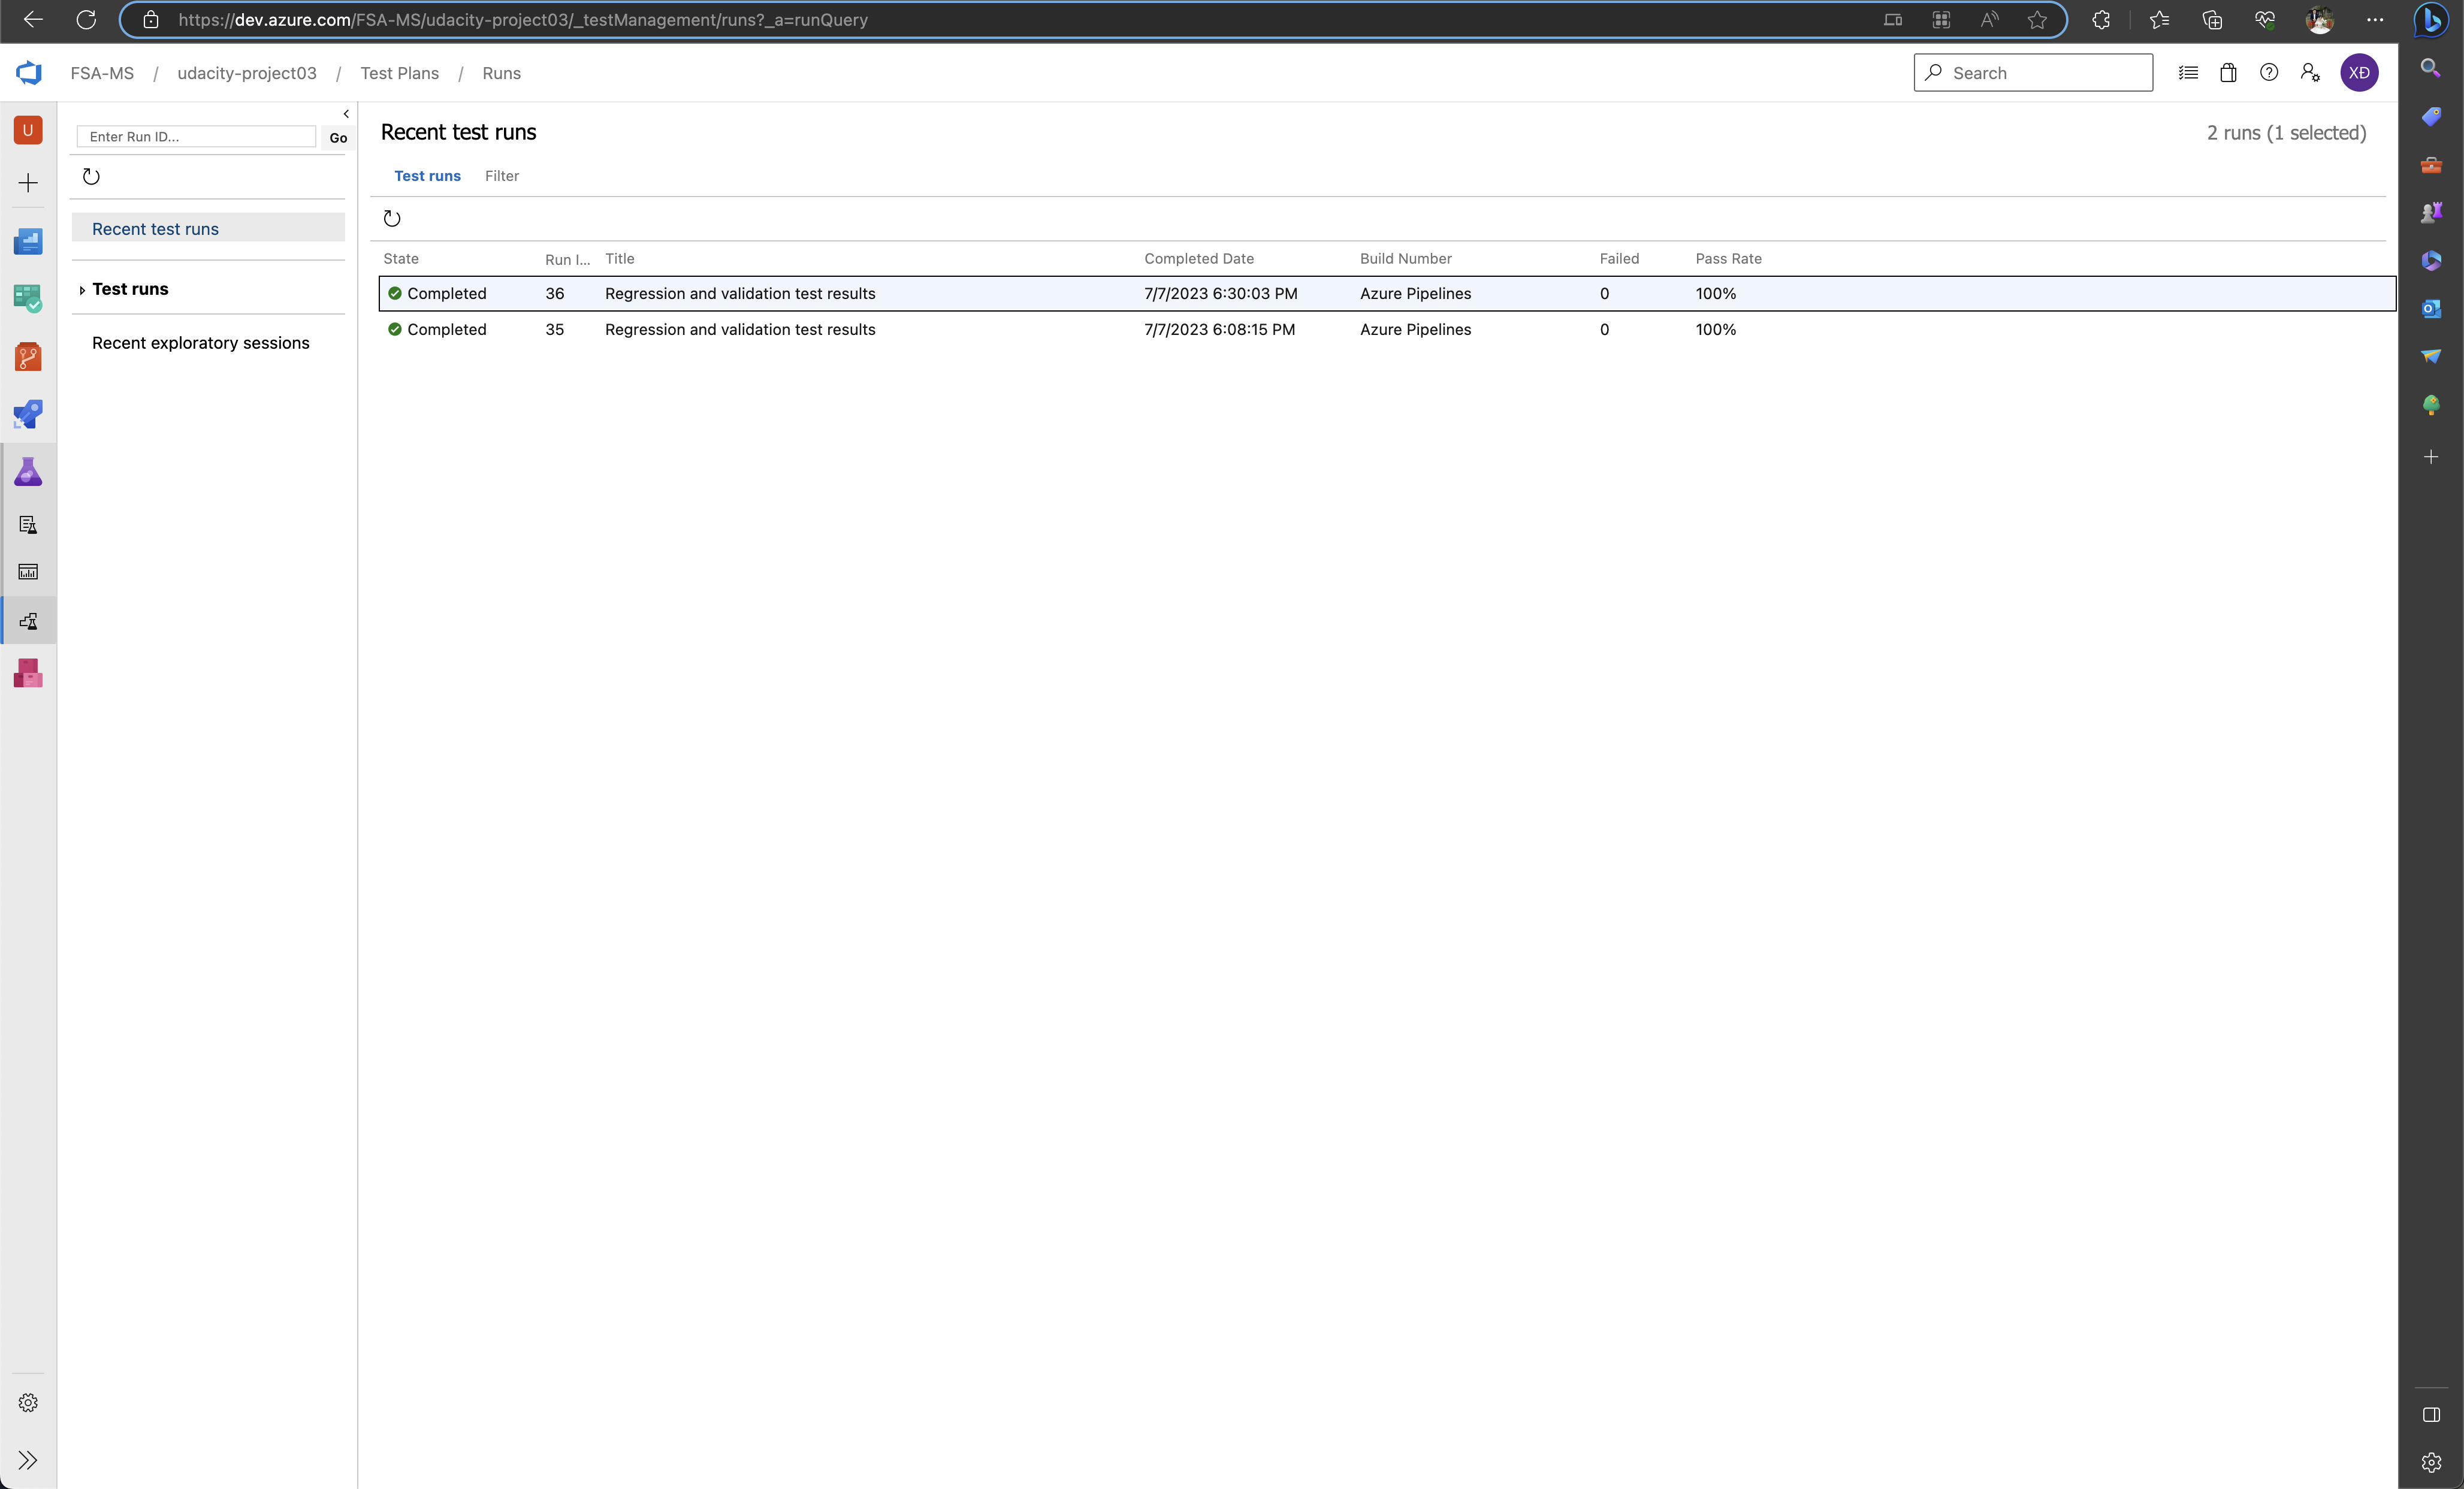 https://dev.azure.com/FSA-MS/udacity-project03/_testManagement/runs?_a=runQuery
FSA-MS / udacity-project03 / Test Plans / Runs
Search
XĐ
U
Enter Run ID...
Go
Recent test runs
Test runs
Recent exploratory sessions
Recent test runs
2 runs (1 selected)
Test runs Filter
State Run I... Title Completed Date Build Number Failed Pass Rate
Completed 36 Regression and validation test results 7/7/2023 6:30:03 PM Azure Pipelines 0 100%
Completed 35 Regression and validation test results 7/7/2023 6:08:15 PM Azure Pipelines 0 100%